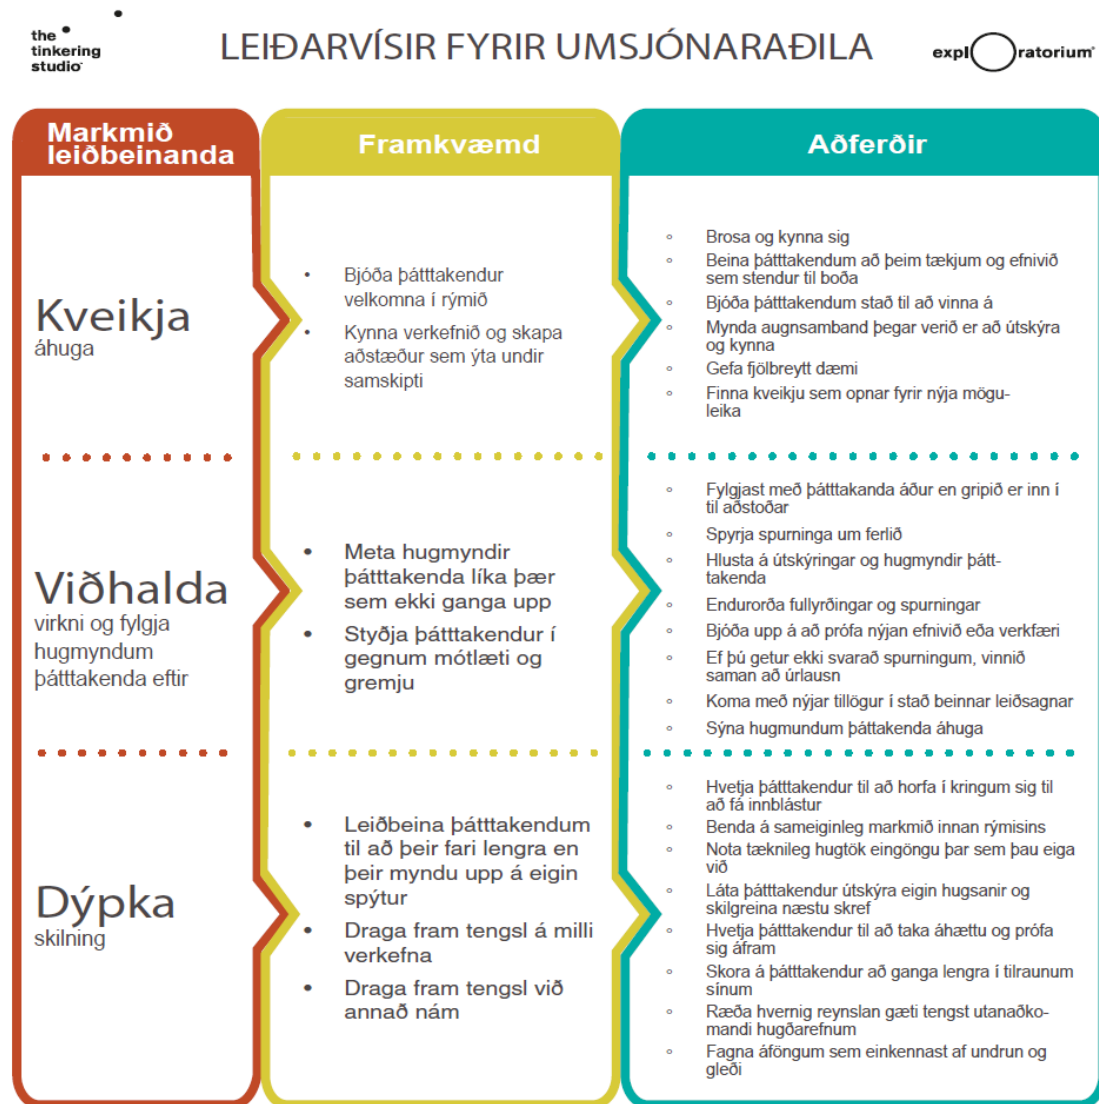 the
tinkering
studio
LEIÐARVÍSIR FYRIR UMSJÓNARAÐILA
explOratorium®
Markmið
leiðbeinanda
Framkvæmd
Aðferðir
Kveikja
áhuga
• Bjóða þátttakendur
velkomna í rýmið
• Kynna verkefnið og skapa
aðstæður sem ýta undir
samskipti
° Brosa og kynna sig
° Beina þátttakendum að þeim tækjum og efnivið
sem stendur til boða
° Bjóða þátttakendum stað til að vinna á
° Mynda augnsamband þegar verið er að útskýra
og kynna
° Gefa fjölbreytt dæmi
° Finna kveikju sem opnar fyrir nýja mögu-
leika
Viðhalda
virkni og fylgja
hugmyndum
þátttakenda eftir
• Meta hugmyndir
þátttakenda líka þær
sem ekki ganga upp
• Styðja þátttakendur í
gegnum mótlæti og
gremju
° Fylgjast með þátttakanda áður en gripið er inn í
til aðstoðar
° Spyrja spurninga um ferlið
° Hlusta á útskýringar og hugmyndir þátt-
takenda
° Endurorða fullyrðingar og spurningar
° Bjóða upp á að prófa nýjan efnivið eða verkfæri
° Ef þú getur ekki svarað spurningum, vinnið
saman að úrlausn
° Koma með nýjar tillögur í stað beinnar leiðsagnar
° Sýna hugmundum þáttakenda áhuga
Dýpka
skilning
• Leiðbeina þátttakendum
til að þeir fari lengra en
þeir myndu upp á eigin
spýtur
• Draga fram tengsl á milli
verkefna
• Draga fram tengsl við
annað nám
° Hvetja þátttakendur til að horfa í kringum sig til
að fá innblástur
° Benda á sameiginleg markmið innan rýmisins
° Nota tæknileg hugtök eingöngu þar sem þau eiga
við
° Láta þátttakendur útskýra eigin hugsanir og
skilgreina næstu skref
° Hvetja þátttakendur til að taka áhættu og prófa
sig áfram
° Skora á þátttakendur að ganga lengra í tilraunum
sínum
° Ræða hvernig reynslan gæti tengst utanaðko-
mandi hugðarefnum
° Fagna áföngum sem einkennast af undrun og
gleði